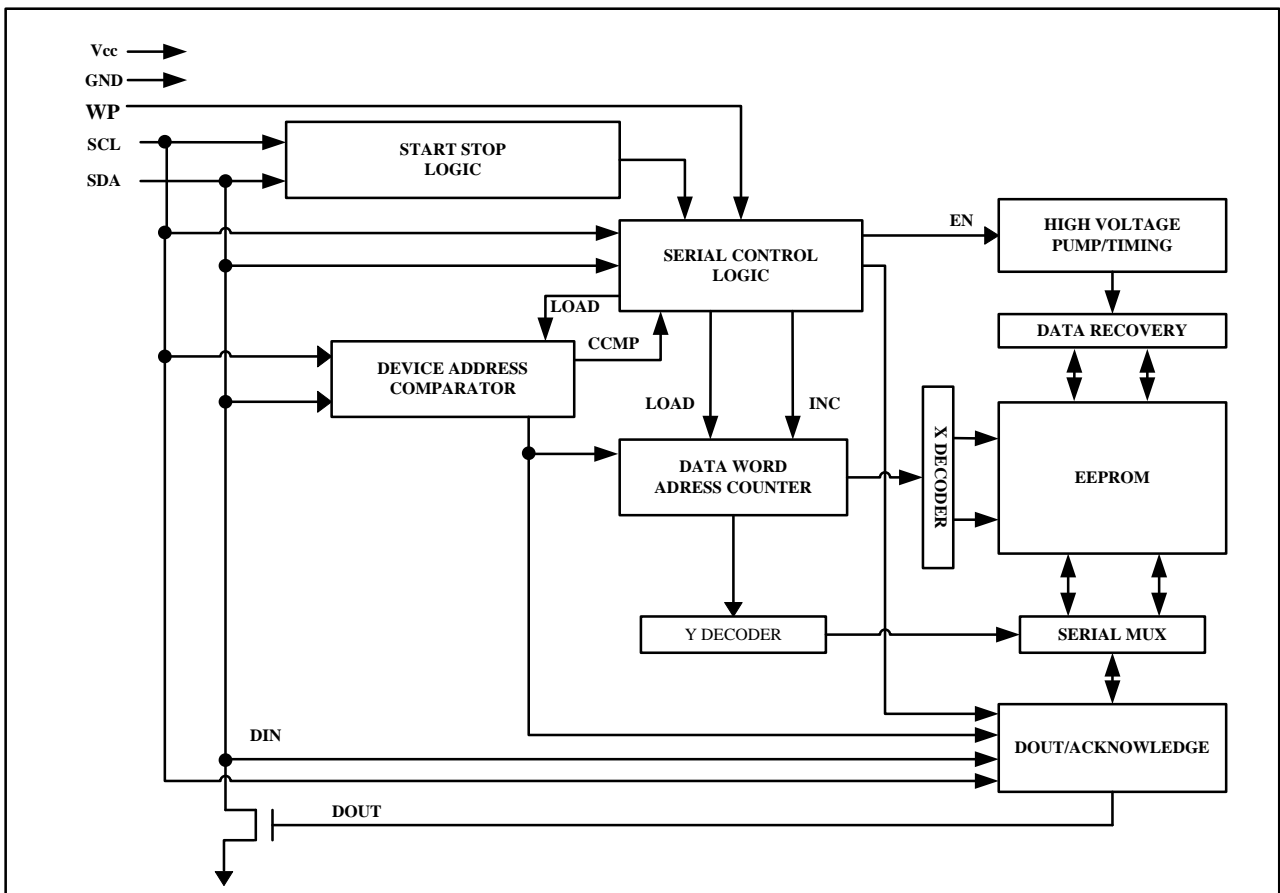 Vcc
GND
WP
SCL
SDA
START STOP
LOGIC
EN
HIGH VOLTAGE
PUMP/TIMING
SERIAL CONTROL
LOGIC
LOAD
CCMP
DATA RECOVERY
DEVICE ADDRESS
COMPARATOR
LOAD
INC
X DECODER
DATA WORD
ADRESS COUNTER
EEPROM
Y DECODER
SERIAL MUX
DIN
DOUT/ACKNOWLEDGE
DOUT